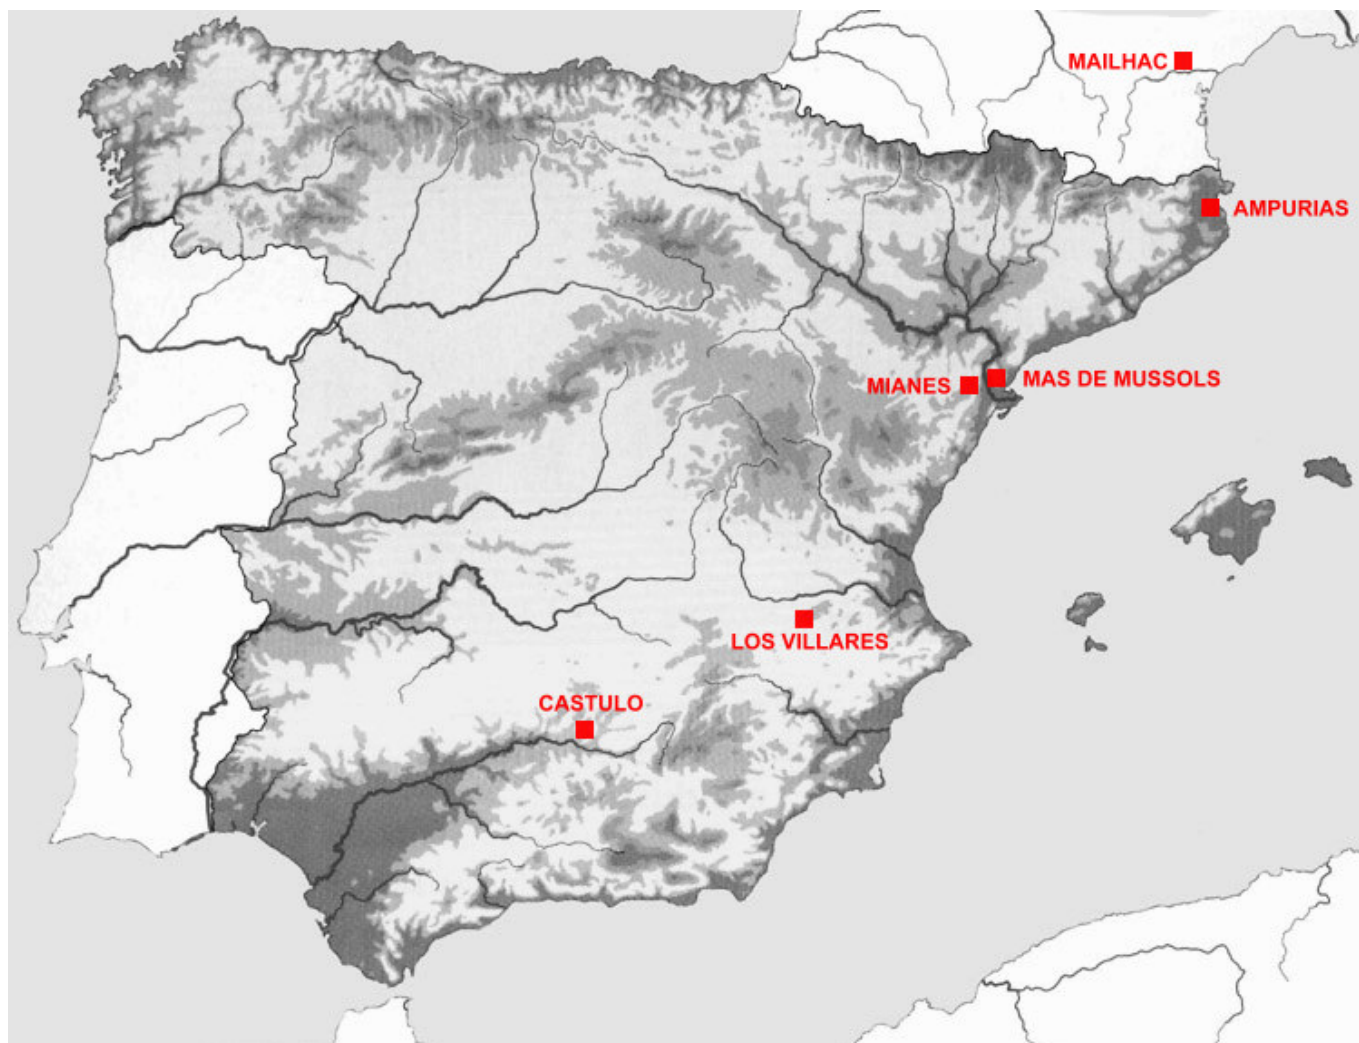 MAILHAC
AMPURIAS
MIANES
MAS DE MUSSOLS
LOS VILLARES
CASTULO